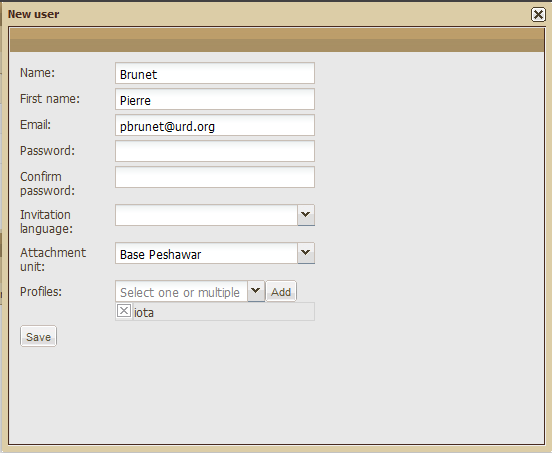 New user
Name: Brunet
First name: Pierre
Email: pbrunet@urd.org
Password:
Confirm
password:
Invitation
language:
Attachment
unit: Base Peshawar
Profiles: Select one or multiple Add
iota
Save